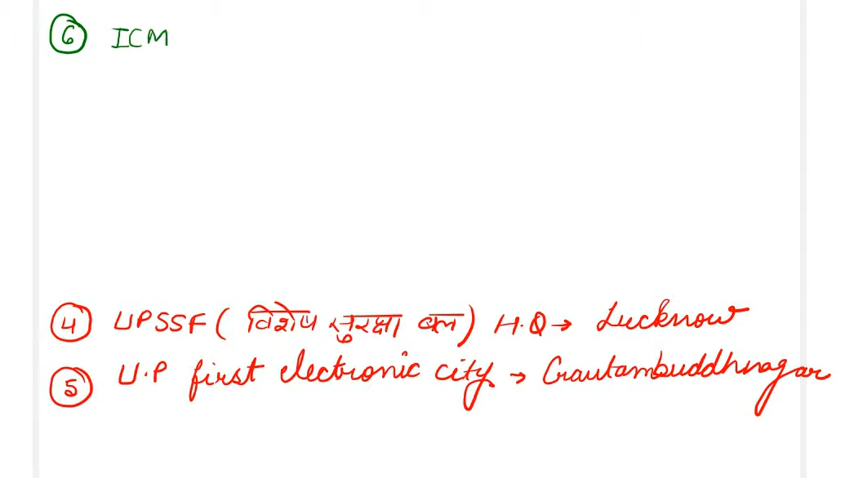 6 ICM
4 UPSSF ( विशेष सुरक्षा बल ) H.Q → Lucknow
5 U.P first electronic city → Gautambuddhnagar